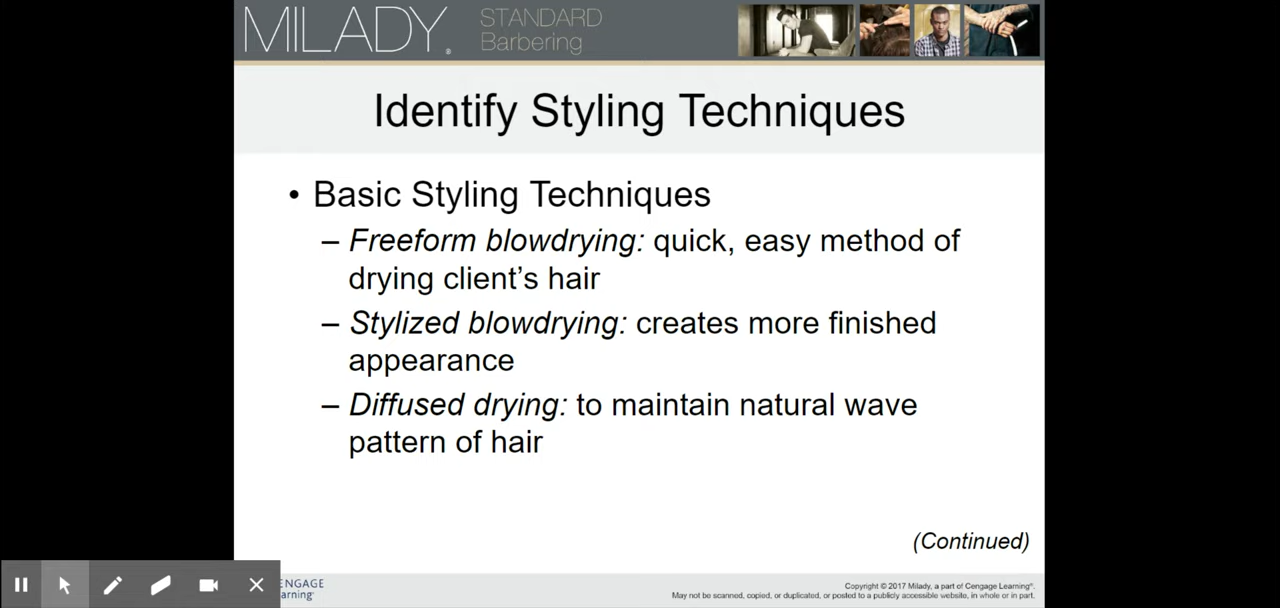 MILADY® STANDARD
Barbering
Identify Styling Techniques
• Basic Styling Techniques
– Freeform blowdrying: quick, easy method of
drying client’s hair
– Stylized blowdrying: creates more finished
appearance
– Diffused drying: to maintain natural wave
pattern of hair
(Continued)
ENGAGE
arning®
Copyright © 2017 Milady, a part of Cengage Learning®.
May not be scanned, copied, or duplicated, or posted to a publicly accessible website, in whole or in part.